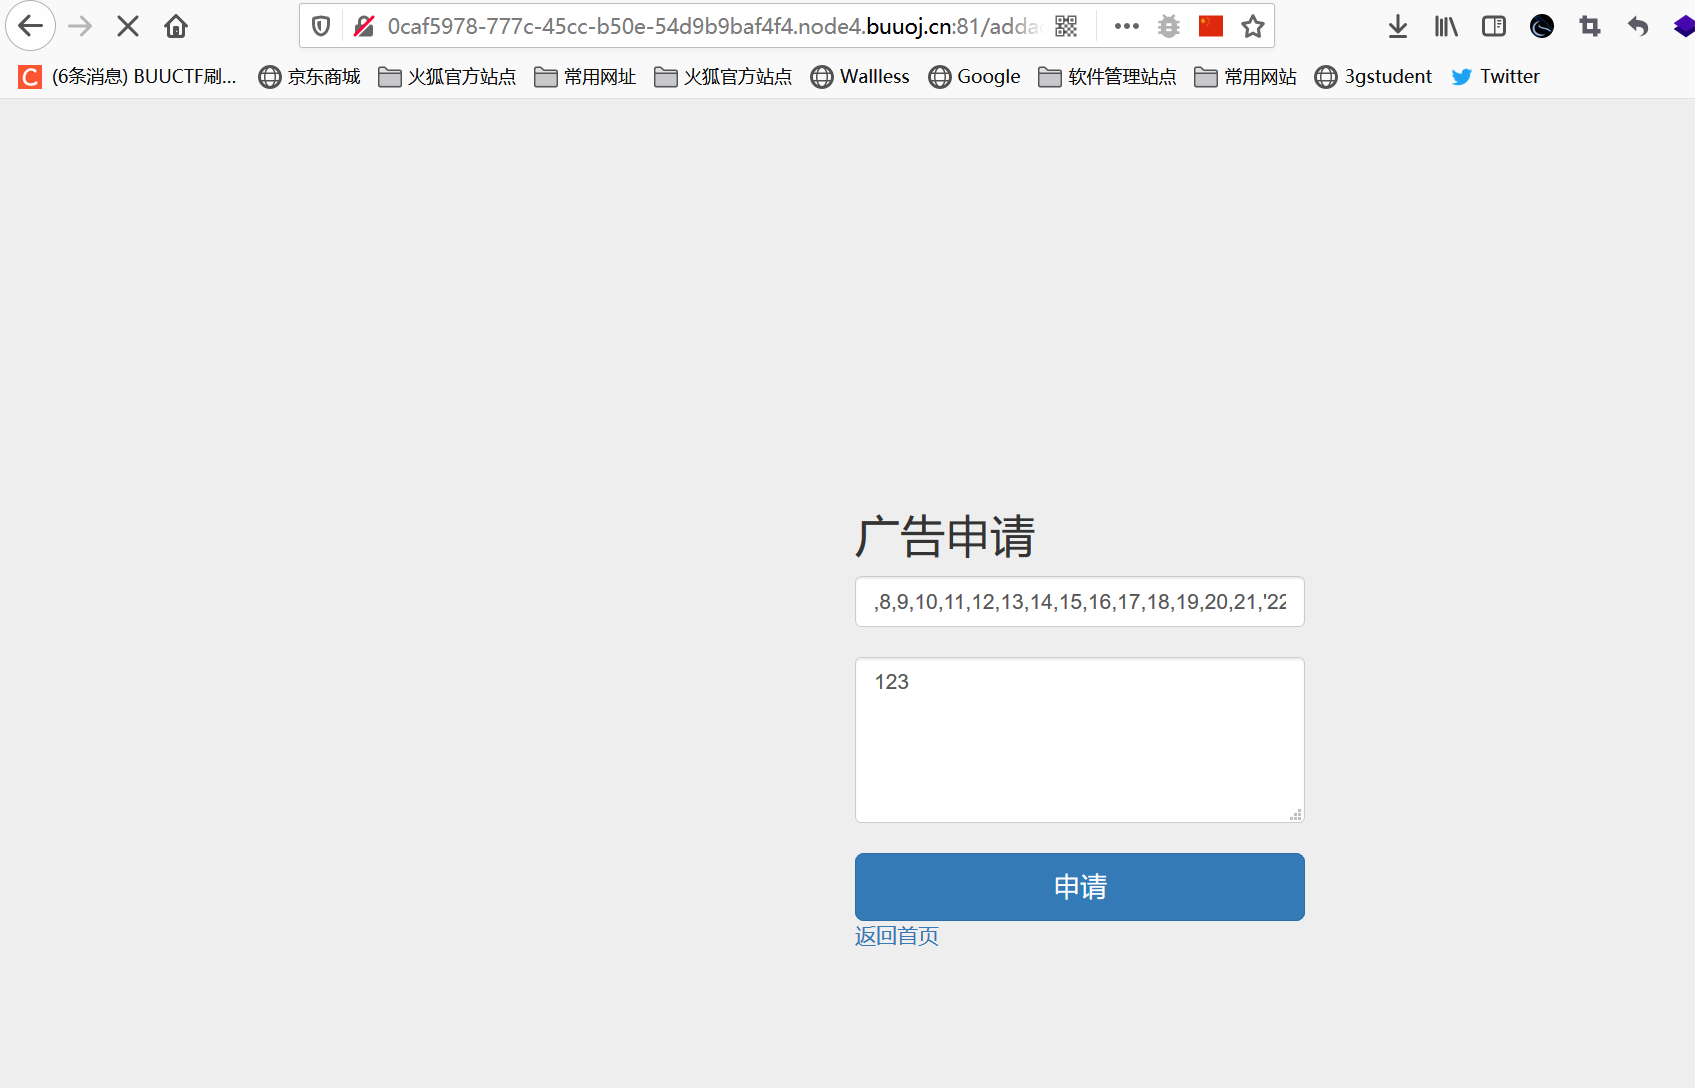 0caf5978-777c-45cc-b50e-54d9b9baf4f4.node4.buuoj.cn:81/adda
(6条消息) BUUCTF刷... 京东商城 火狐官方站点 常用网址 火狐官方站点 Wallless Google 软件管理站点 常用网站 3gstudent Twitter
广告申请
,8,9,10,11,12,13,14,15,16,17,18,19,20,21,'22
123
申请
返回首页